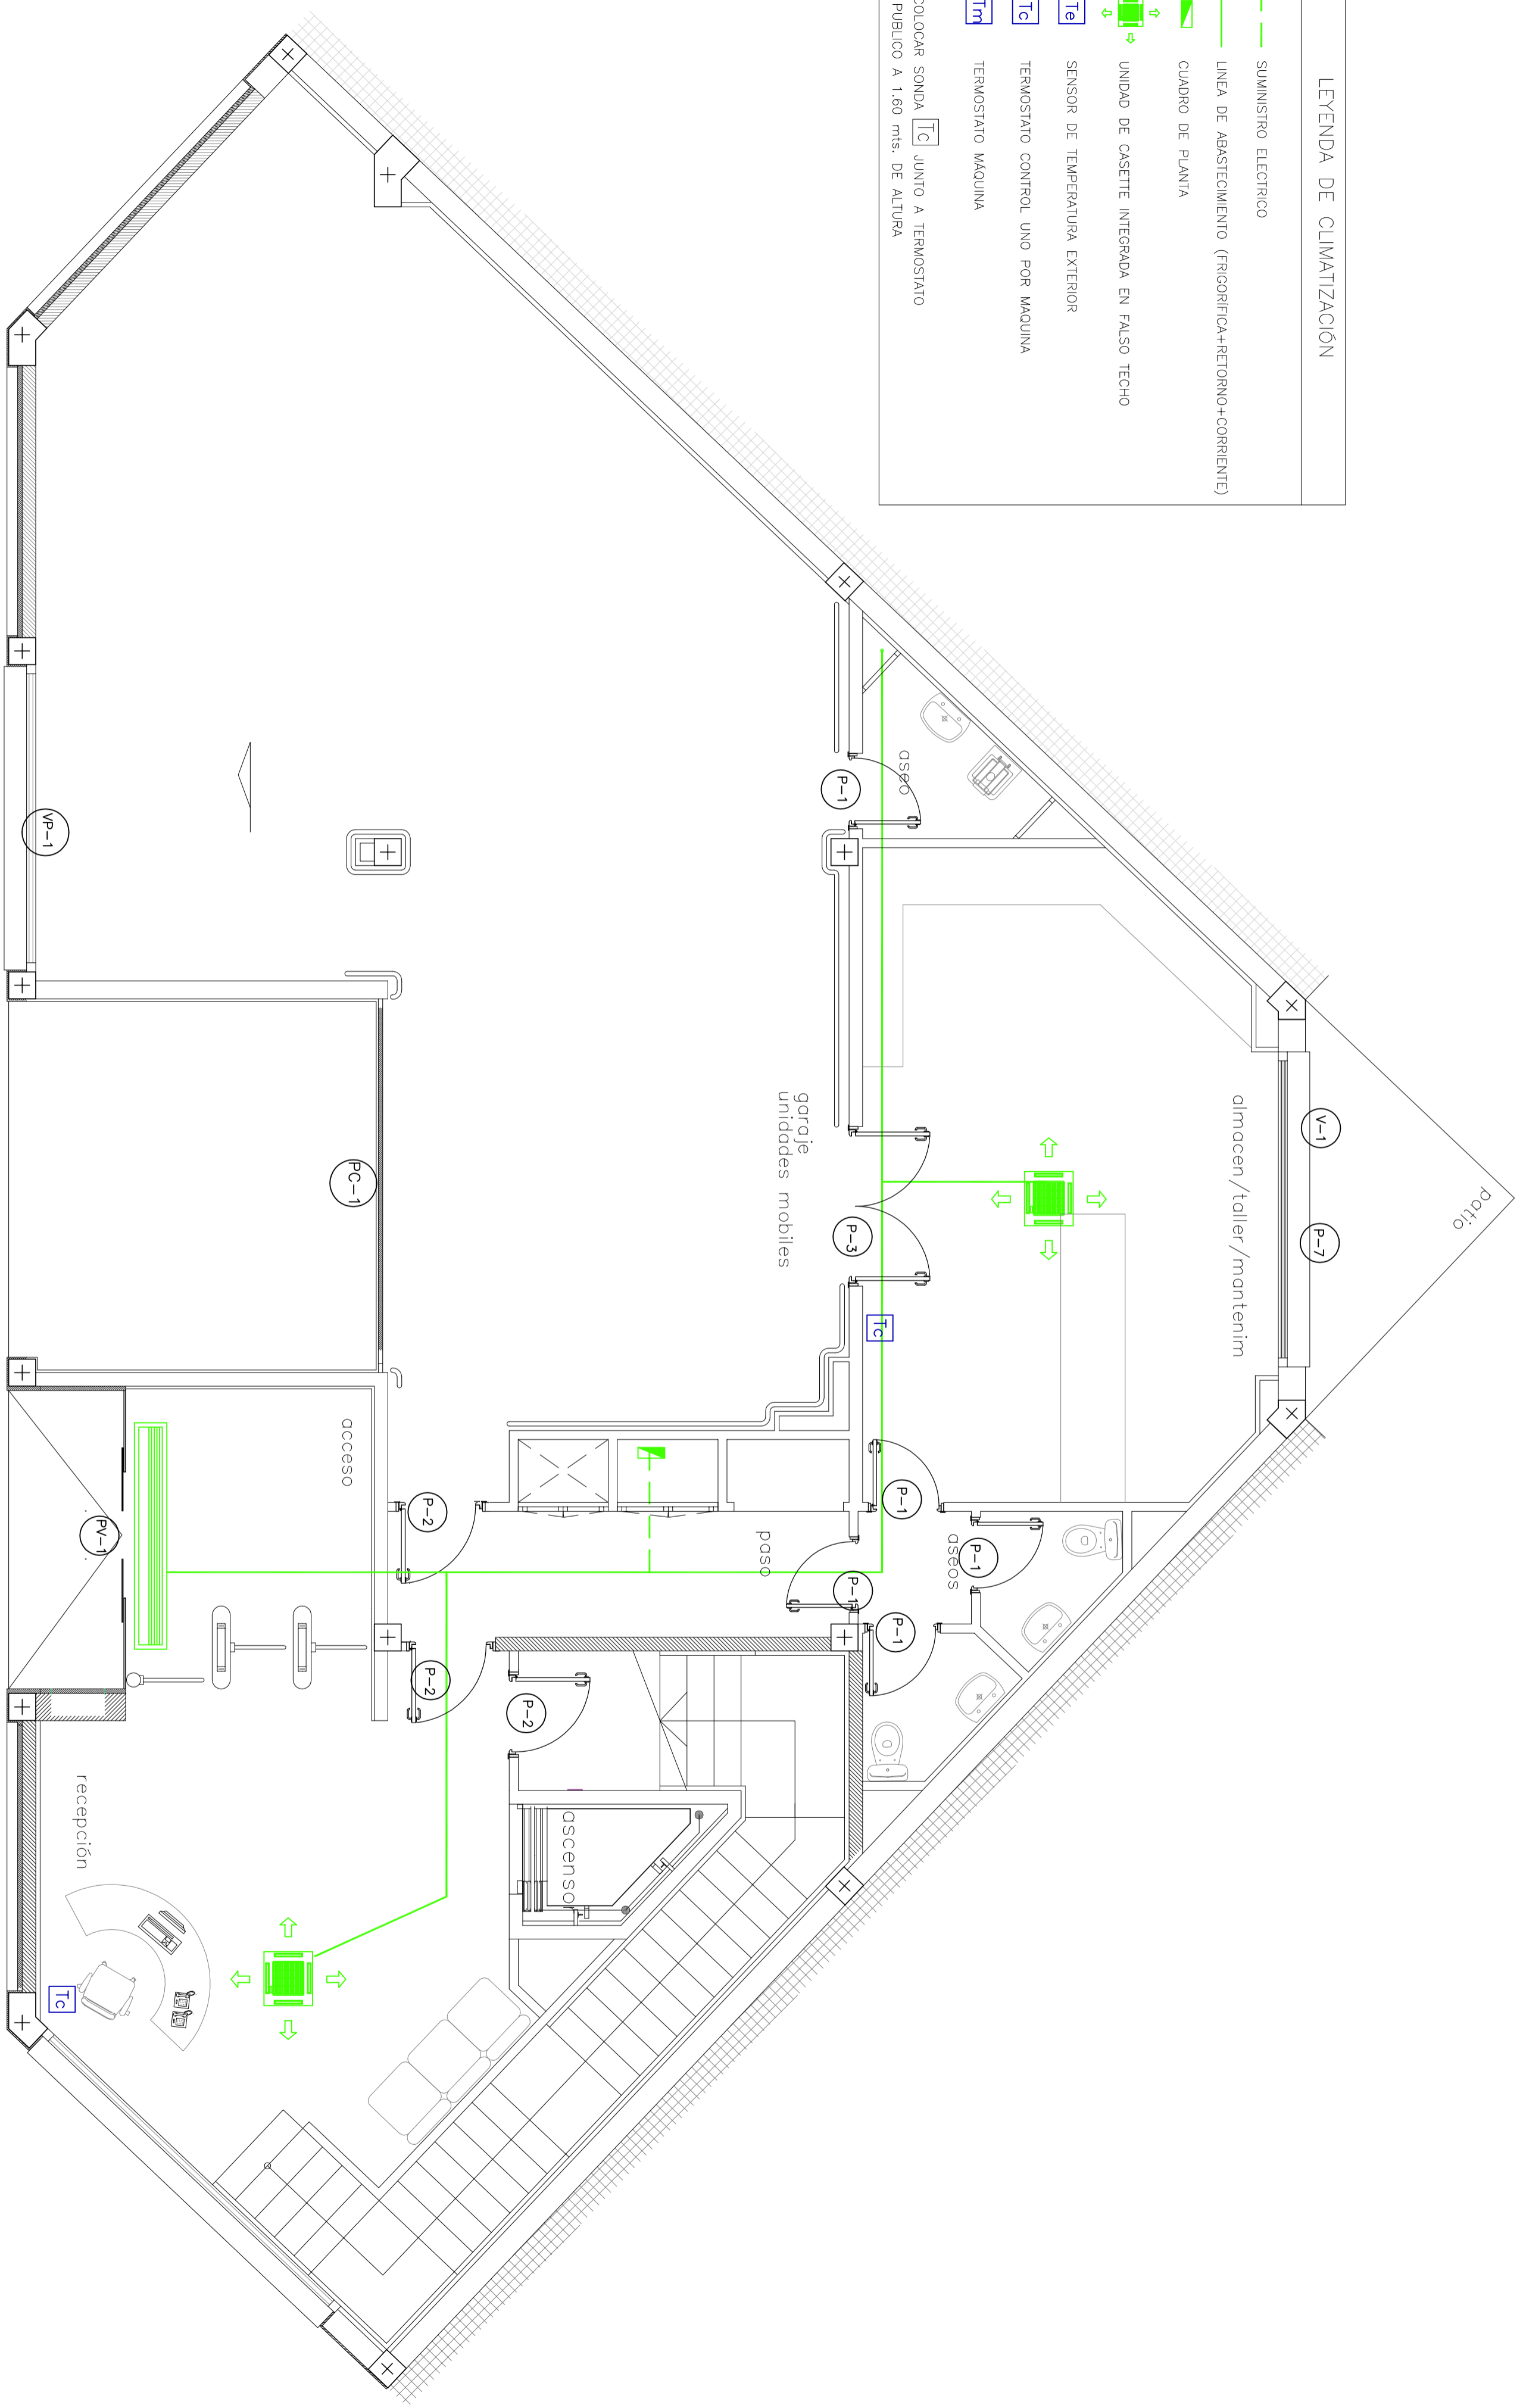 LEYENDA DE CLIMATIZACIÓN
SUMINISTRO ELECTRICO
LINEA DE ABASTECIMIENTO (FRIGORÍFICA+RETORNO+CORRIENTE)
CUADRO DE PLANTA
UNIDAD DE CASETTE INTEGRADA EN FALSO TECHO
Te SENSOR DE TEMPERATURA EXTERIOR
Tc TERMOSTATO CONTROL UNO POR MAQUINA
Tm TERMOSTATO MÁQUINA
COLOCAR SONDA Tc JUNTO A TERMOSTATO
PUBLICO A 1.60 mts. DE ALTURA
patio
V-1
P-7
almacen/taller/mantenim
aseo
P-1
P-3
garaje
unidades mobiles
Tc
P-1
P-1
aseos
P-1
P-1
paso
VP-1
PC-1
acceso
P-2
PV-1
P-2
P-2
ascenso
recepción
Tc